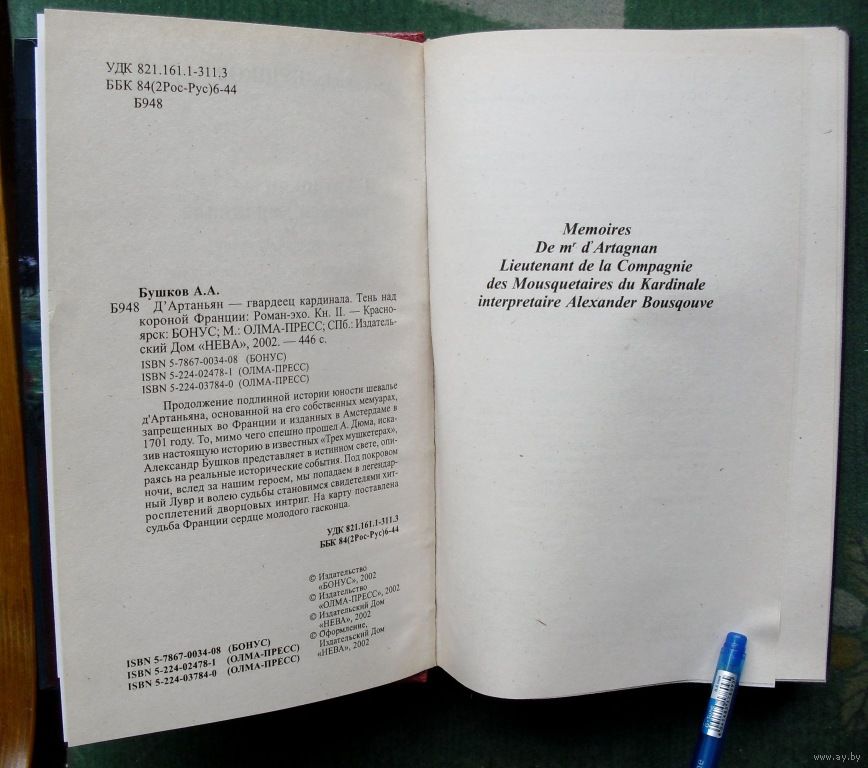 УДК 821.161.1-311.3
ББК 84(2Рос-Рус)6-44
Б948
Бушков А.А.
Б948 Д’Артаньян — гвардеец кардинала. Тень над
короной Франции: Роман-эхо. Кн. II. — Красно-
ярск: БОНУС; М.: ОЛМА-ПРЕСС; СПб.: Издатель-
ский Дом «НЕВА», 2002. — 446 с.
ISBN 5-7867-0034-08 (БОНУС)
ISBN 5-224-02478-1 (ОЛМА-ПРЕСС)
ISBN 5-224-03784-0 (ОЛМА-ПРЕСС)
Продолжение подлинной истории юности шевалье
д’Артаньяна, основанной на его собственных мемуарах,
запрещенных во Франции и изданных в Амстердаме в
1701 году. То, мимо чего спешно прошел А. Дюма, иска-
зив настоящую историю в известных «Трех мушкетерах»,
Александр Бушков представляет в истинном свете, опи-
раясь на реальные исторические события. Под покровом
ночи, вслед за нашим героем, мы попадаем в легендар-
ный Лувр и волею судьбы становимся свидетелями хит-
росплетений дворцовых интриг. На карту поставлена
судьба Франции сердце молодого гасконца.
УДК 821.161.1-311.3
ББК 84(2Рос-Рус)6-44
© Издательство
«БОНУС», 2002
© Издательство
«ОЛМА-ПРЕСС», 2002
© Издательский Дом
«НЕВА», 2002
© Оформление,
Издательский Дом
«НЕВА», 2002
ISBN 5-7867-0034-08 (БОНУС)
ISBN 5-224-02478-1 (ОЛМА-ПРЕСС)
ISBN 5-224-03784-0 (ОЛМА-ПРЕСС)
Memoires
De mr d'Artagnan
Lieutenant de la Compagnie
des Mousquetaires du Kardinale
interpretaire Alexander Bousqouve
www.ay.by